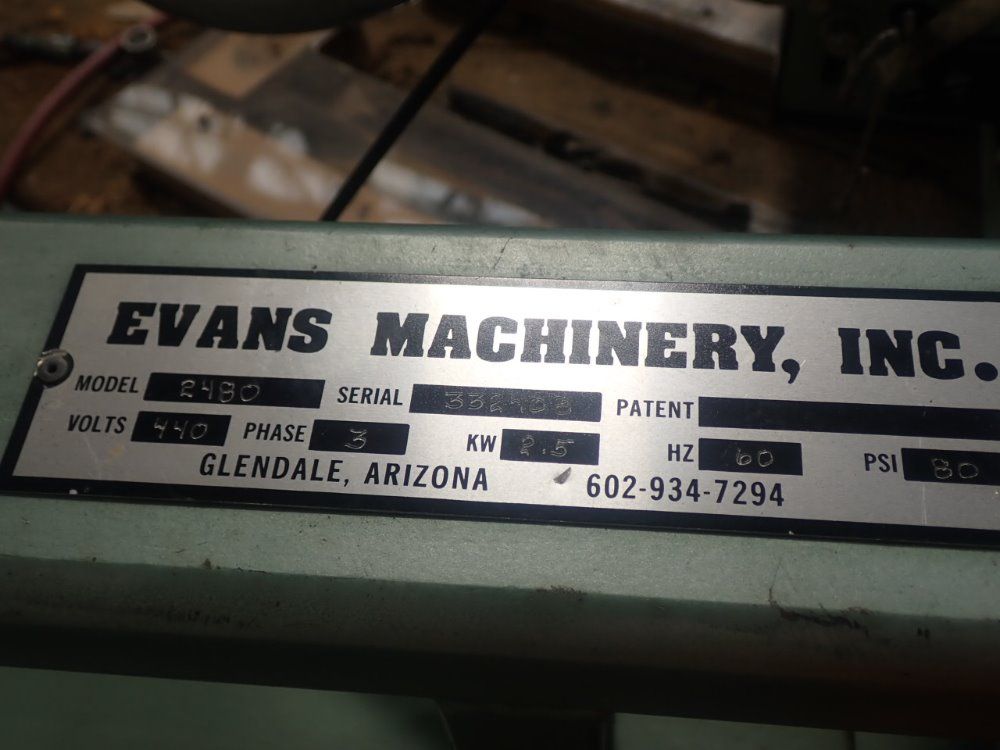 EVANS MACHINERY, INC.
MODEL 2480 SERIAL PATENT
VOLTS 440 PHASE 3 KW 2.5 HZ 60 PSI 80
GLENDALE, ARIZONA 602-934-7294